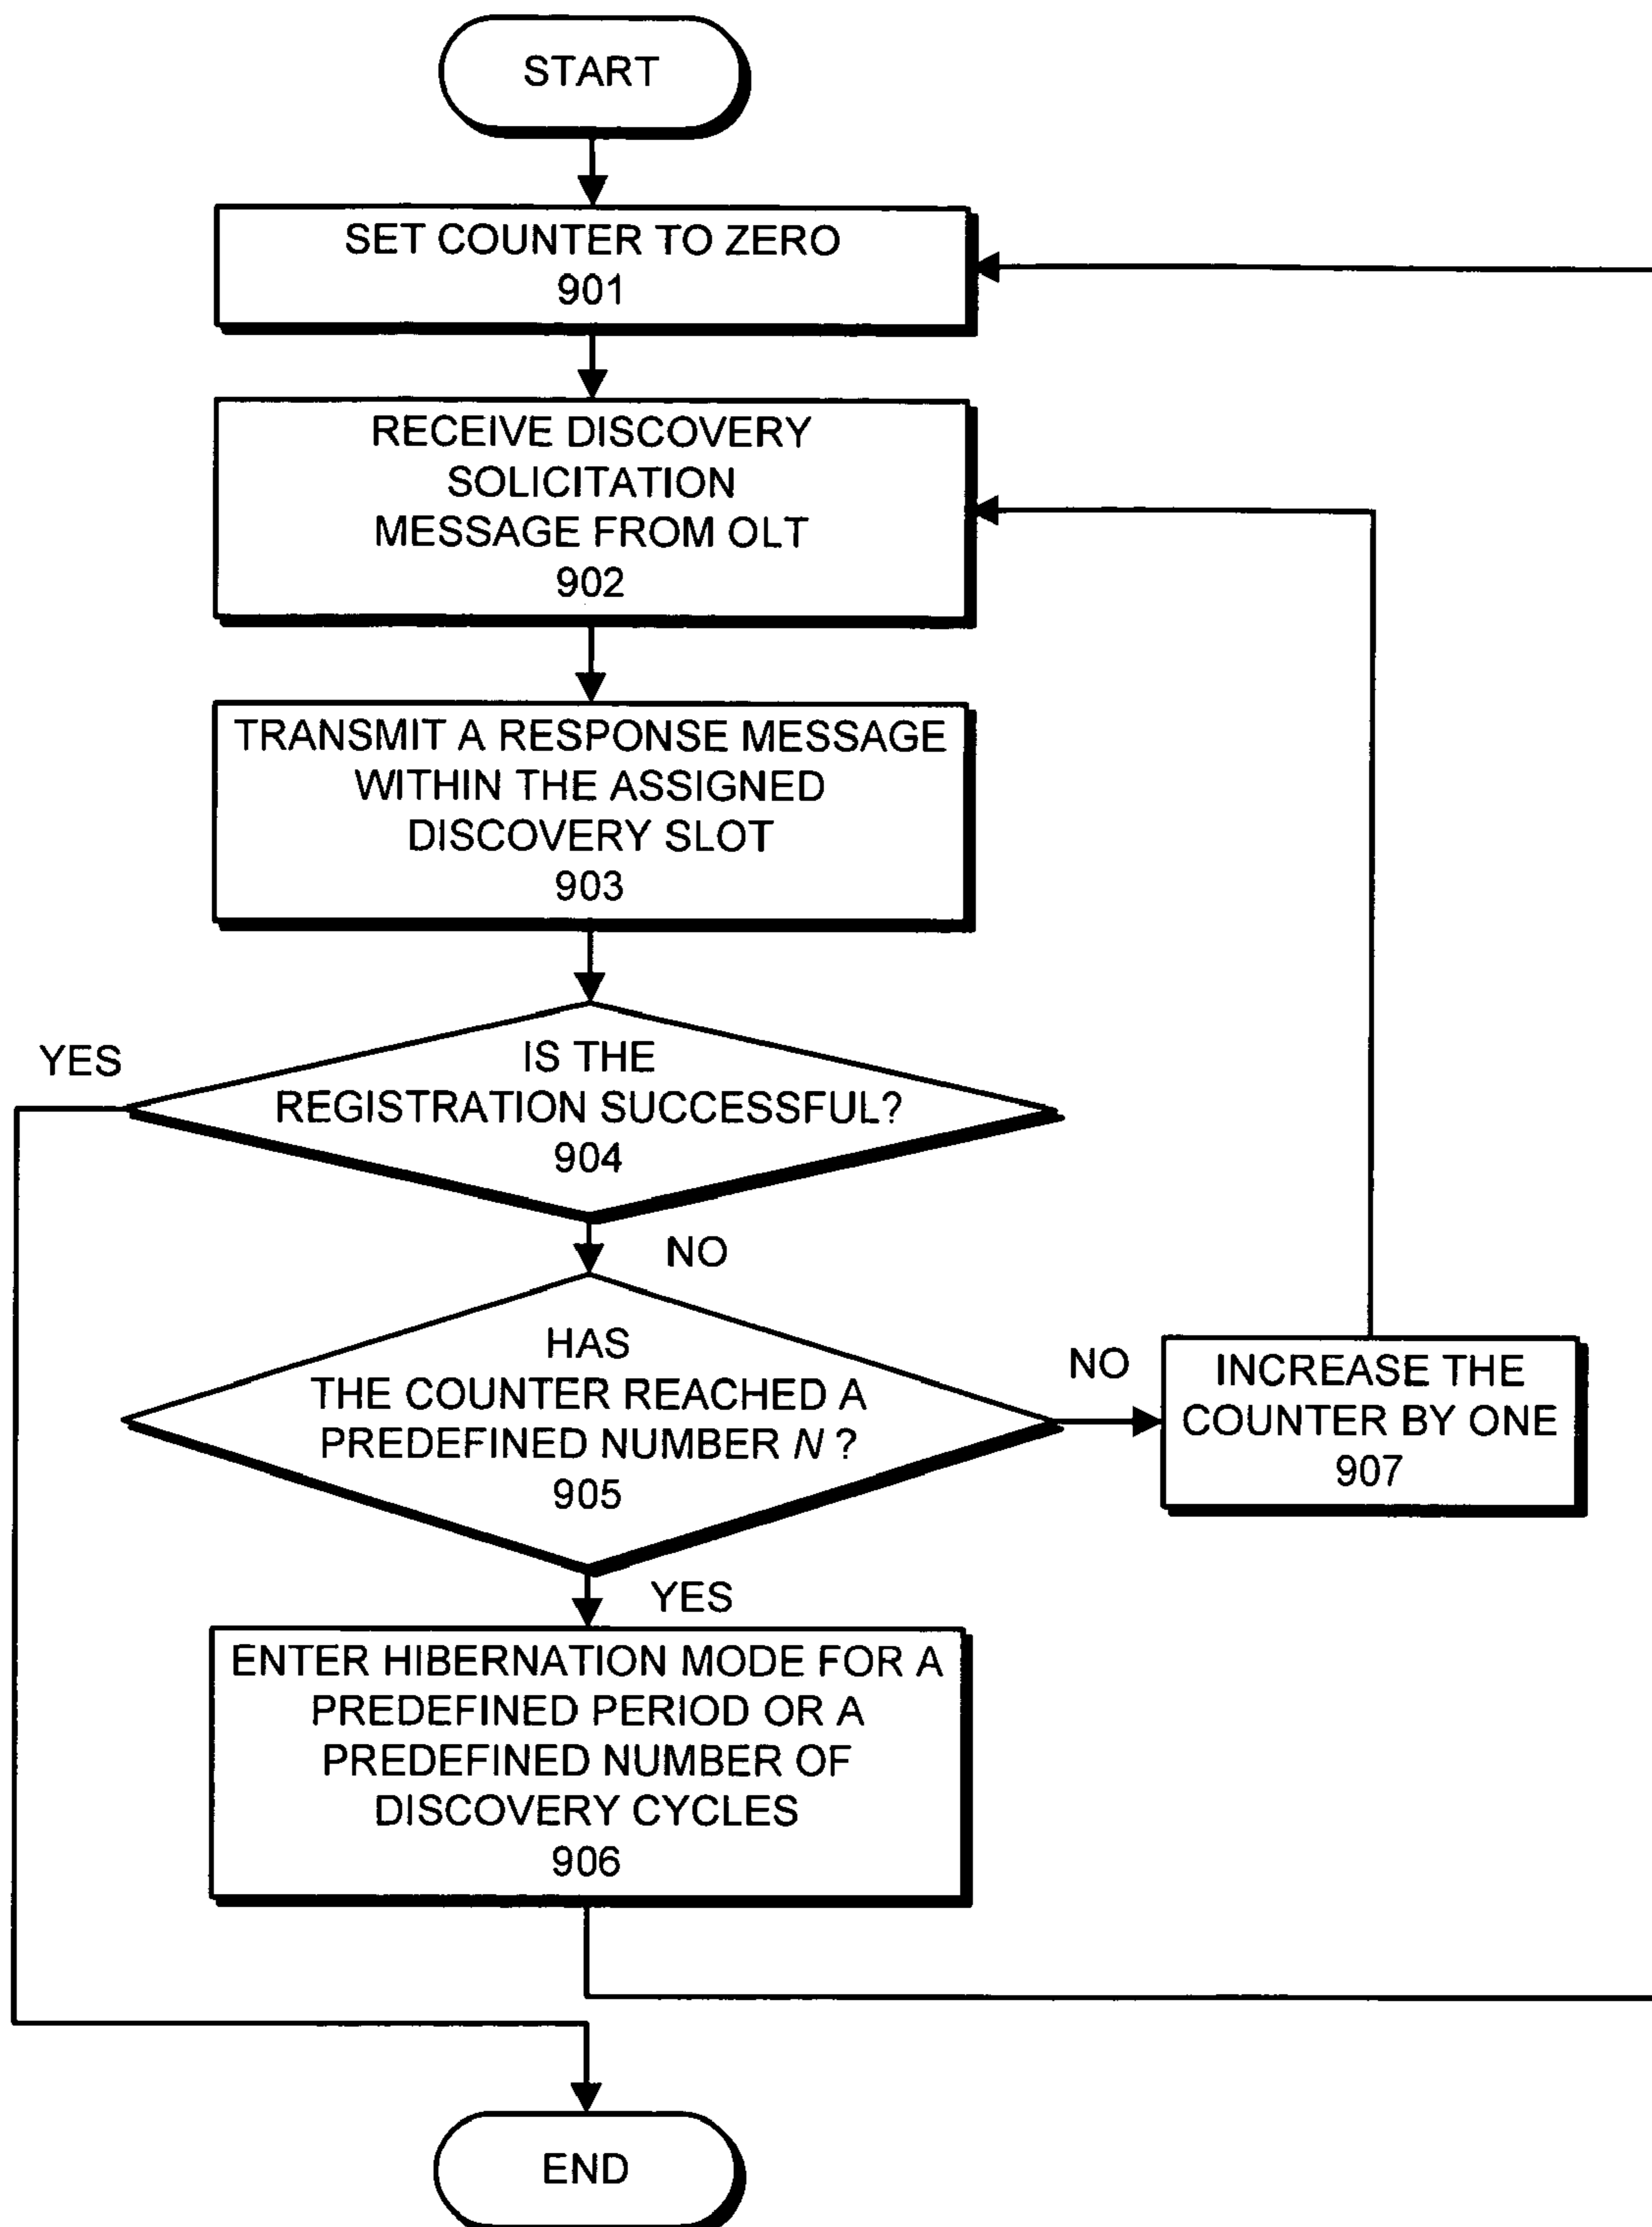 START
SET COUNTER TO ZERO
901
RECEIVE DISCOVERY
SOLICITATION
MESSAGE FROM OLT
902
TRANSMIT A RESPONSE MESSAGE
WITHIN THE ASSIGNED
DISCOVERY SLOT
903
YES
IS THE
REGISTRATION SUCCESSFUL?
904
NO
HAS
THE COUNTER REACHED A
PREDEFINED NUMBER N ?
905
NO
INCREASE THE
COUNTER BY ONE
907
YES
ENTER HIBERNATION MODE FOR A
PREDEFINED PERIOD OR A
PREDEFINED NUMBER OF
DISCOVERY CYCLES
906
END